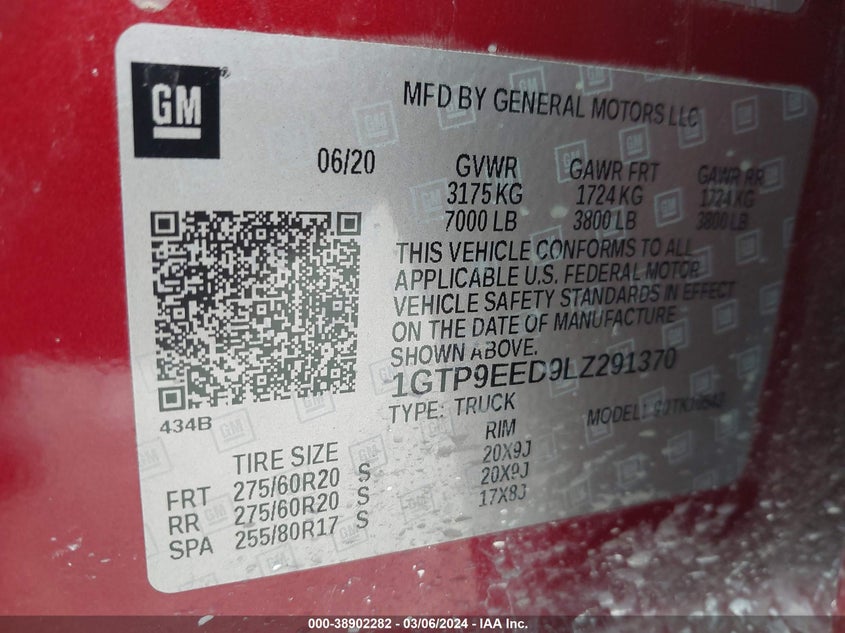 GM
MFD BY GENERAL MOTORS LLC
06/20 GVWR GAWR FRT GAWR RR
3175 KG 1724 KG 1724 KG
7000 LB 3800 LB 3800 LB
THIS VEHICLE CONFORMS TO ALL
APPLICABLE U.S. FEDERAL MOTOR
VEHICLE SAFETY STANDARDS IN EFFECT
ON THE DATE OF MANUFACTURE
SHOWN ABOVE.
1GTP9EED9LZ291370
434B
TYPE: TRUCK MODEL:
TIRE SIZE RIM
FRT 275/60R20 S 20X9J
RR 275/60R20 S 20X9J
SPA 255/80R17 S 17X8J
000-38902282 - 03/06/2024 - IAA Inc.